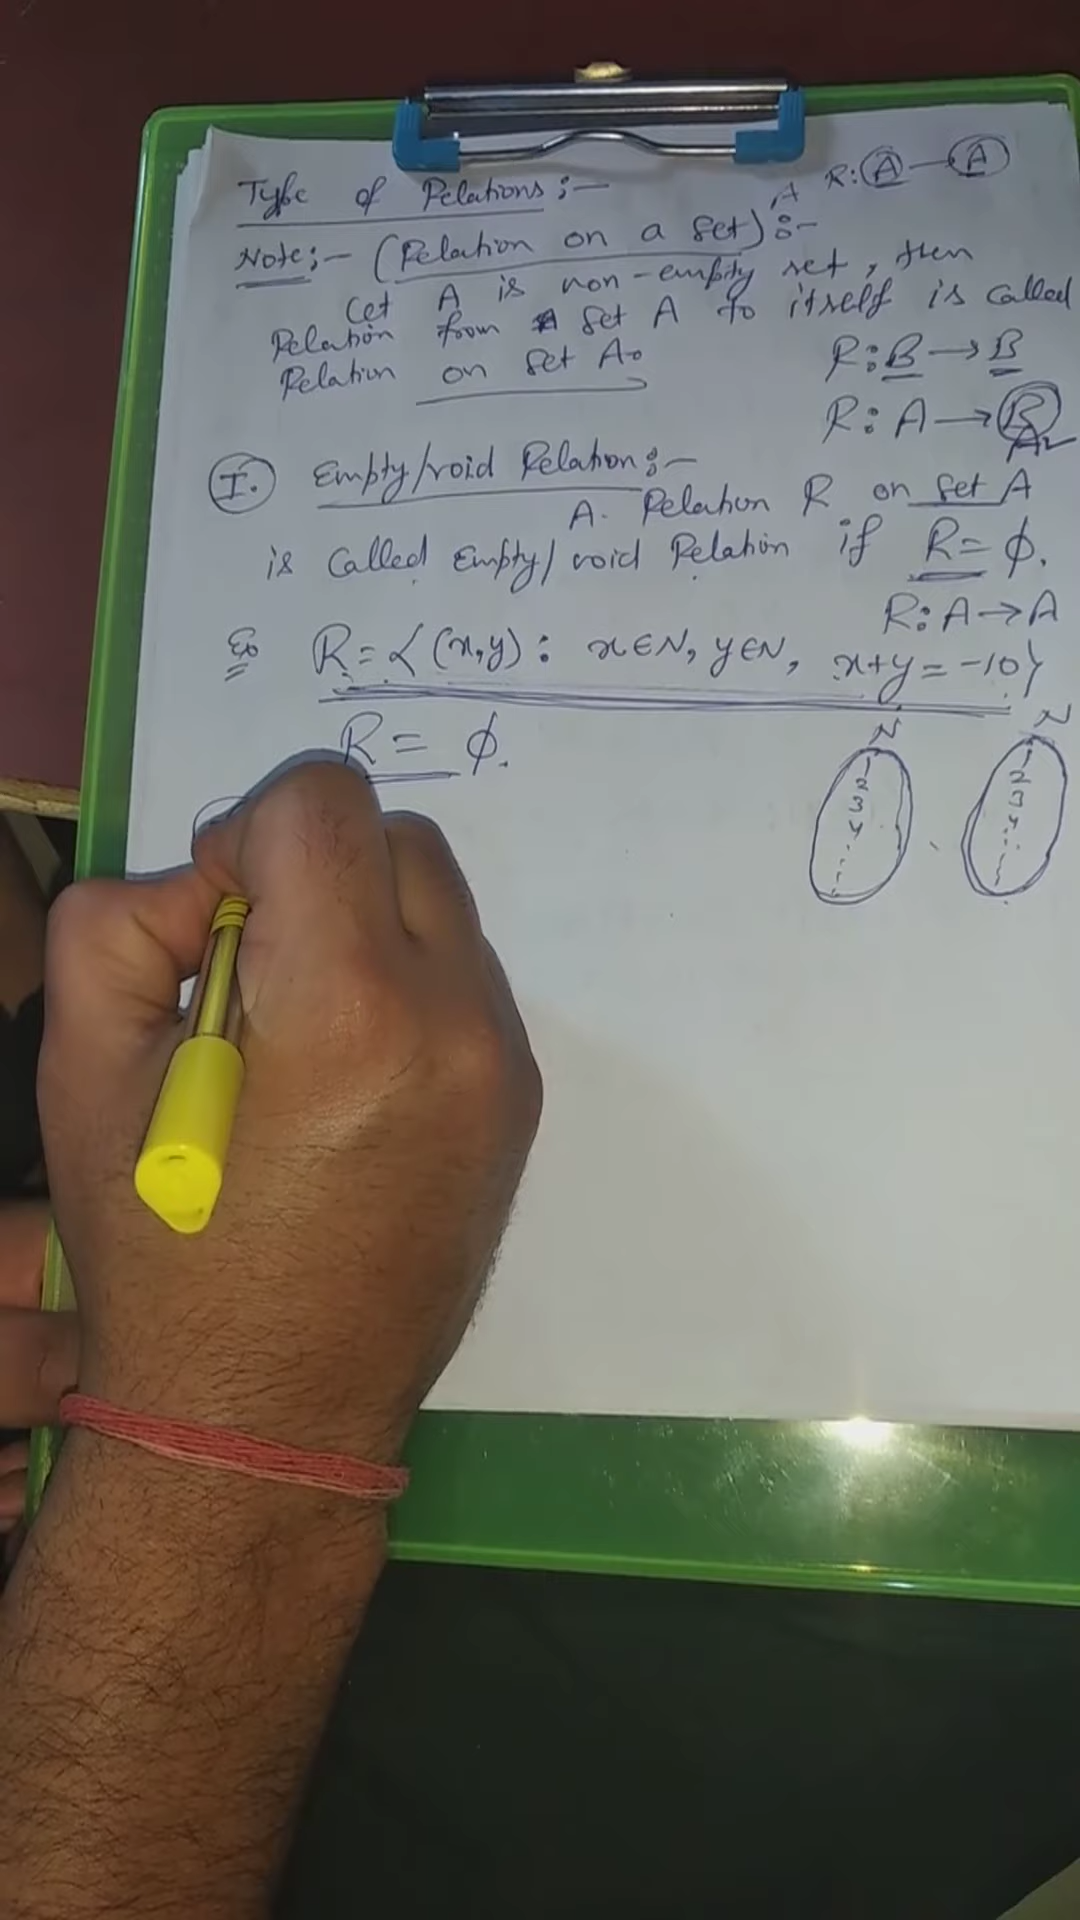 Type of Relations :-
R: A → A
Note:- (Relation on a set) A :-
Let A is non-empty set, then
Relation from set A to itself is called
Relation on set A.
R: B → B
R: A → B
I. Empty/void Relation:-
A. Relation R on set A
is called Empty/void Relation if R = ϕ.
R: A → A
R = {(x,y) : x∈N, y∈N, x+y = -10}
R = ϕ.
N N
1 1
2 2
3 3
4 4